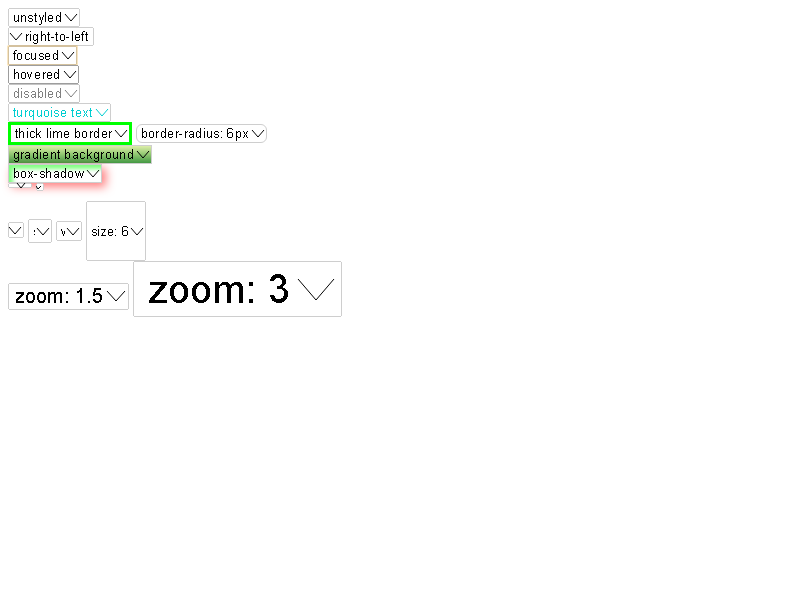 unstyled
right-to-left
focused
hovered
disabled
turquoise text
thick lime border border-radius: 6px
gradient background
box-shadow
size: 6
zoom: 1.5 zoom: 3